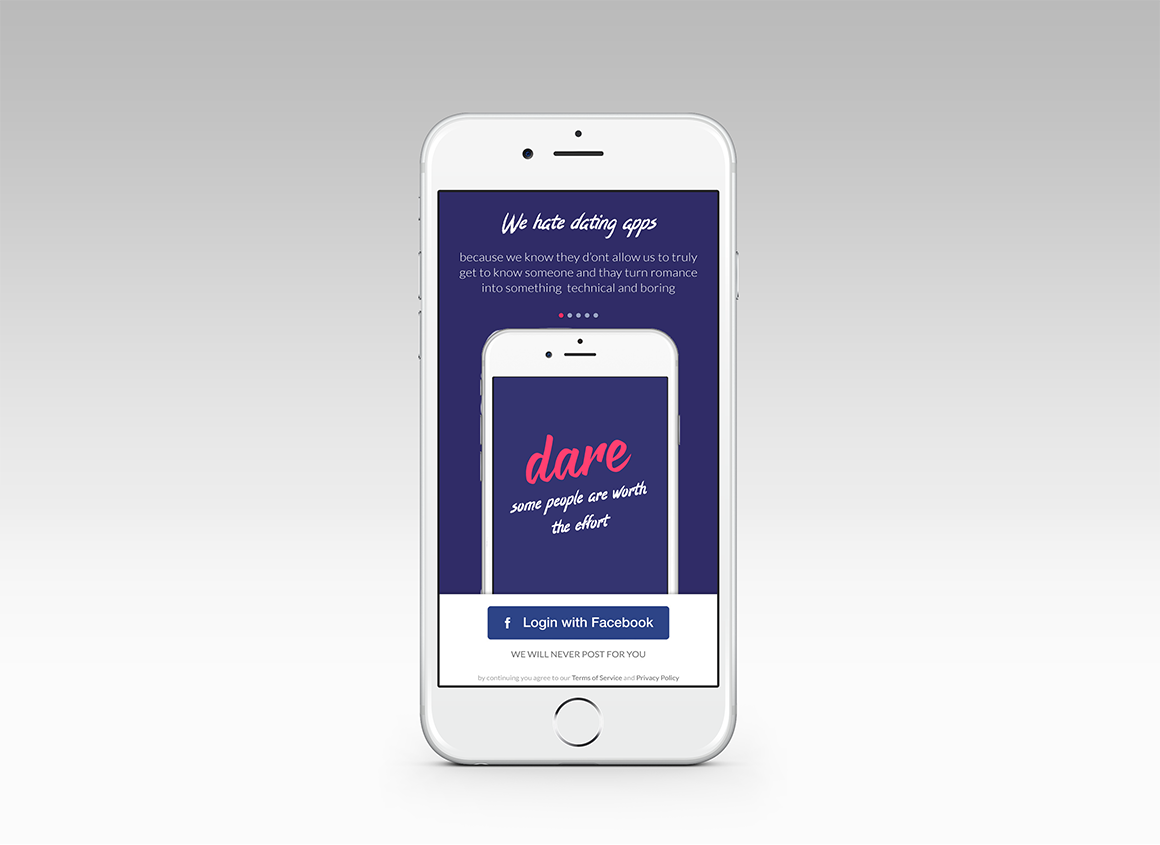 We hate dating apps
because we know they d'ont allow us to truly
get to know someone and thay turn romance
into something technical and boring
dare
some people are worth
the effort
f Login with Facebook
WE WILL NEVER POST FOR YOU
by continuing you agree to our Terms of Service and Privacy Policy